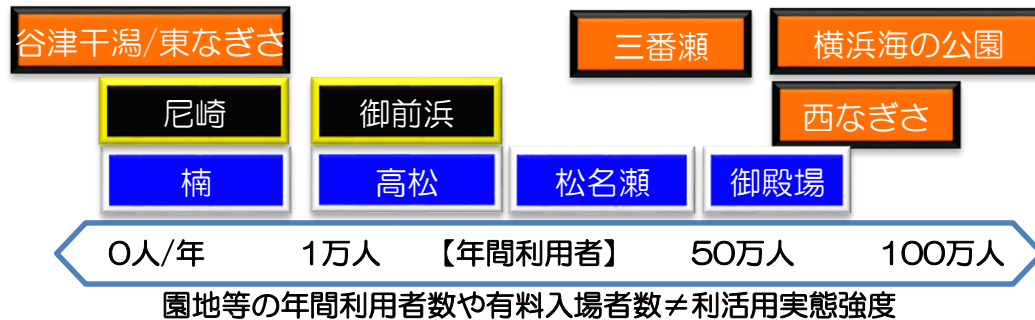 谷津干潟/東なぎさ
三番瀬
横浜海の公園
尼崎
御前浜
西なぎさ
楠
高松
松名瀬
御殿場
0人/年 1万人 【年間利用者】 50万人 100万人
園地等の年間利用者数や有料入場者数≠利活用実態強度